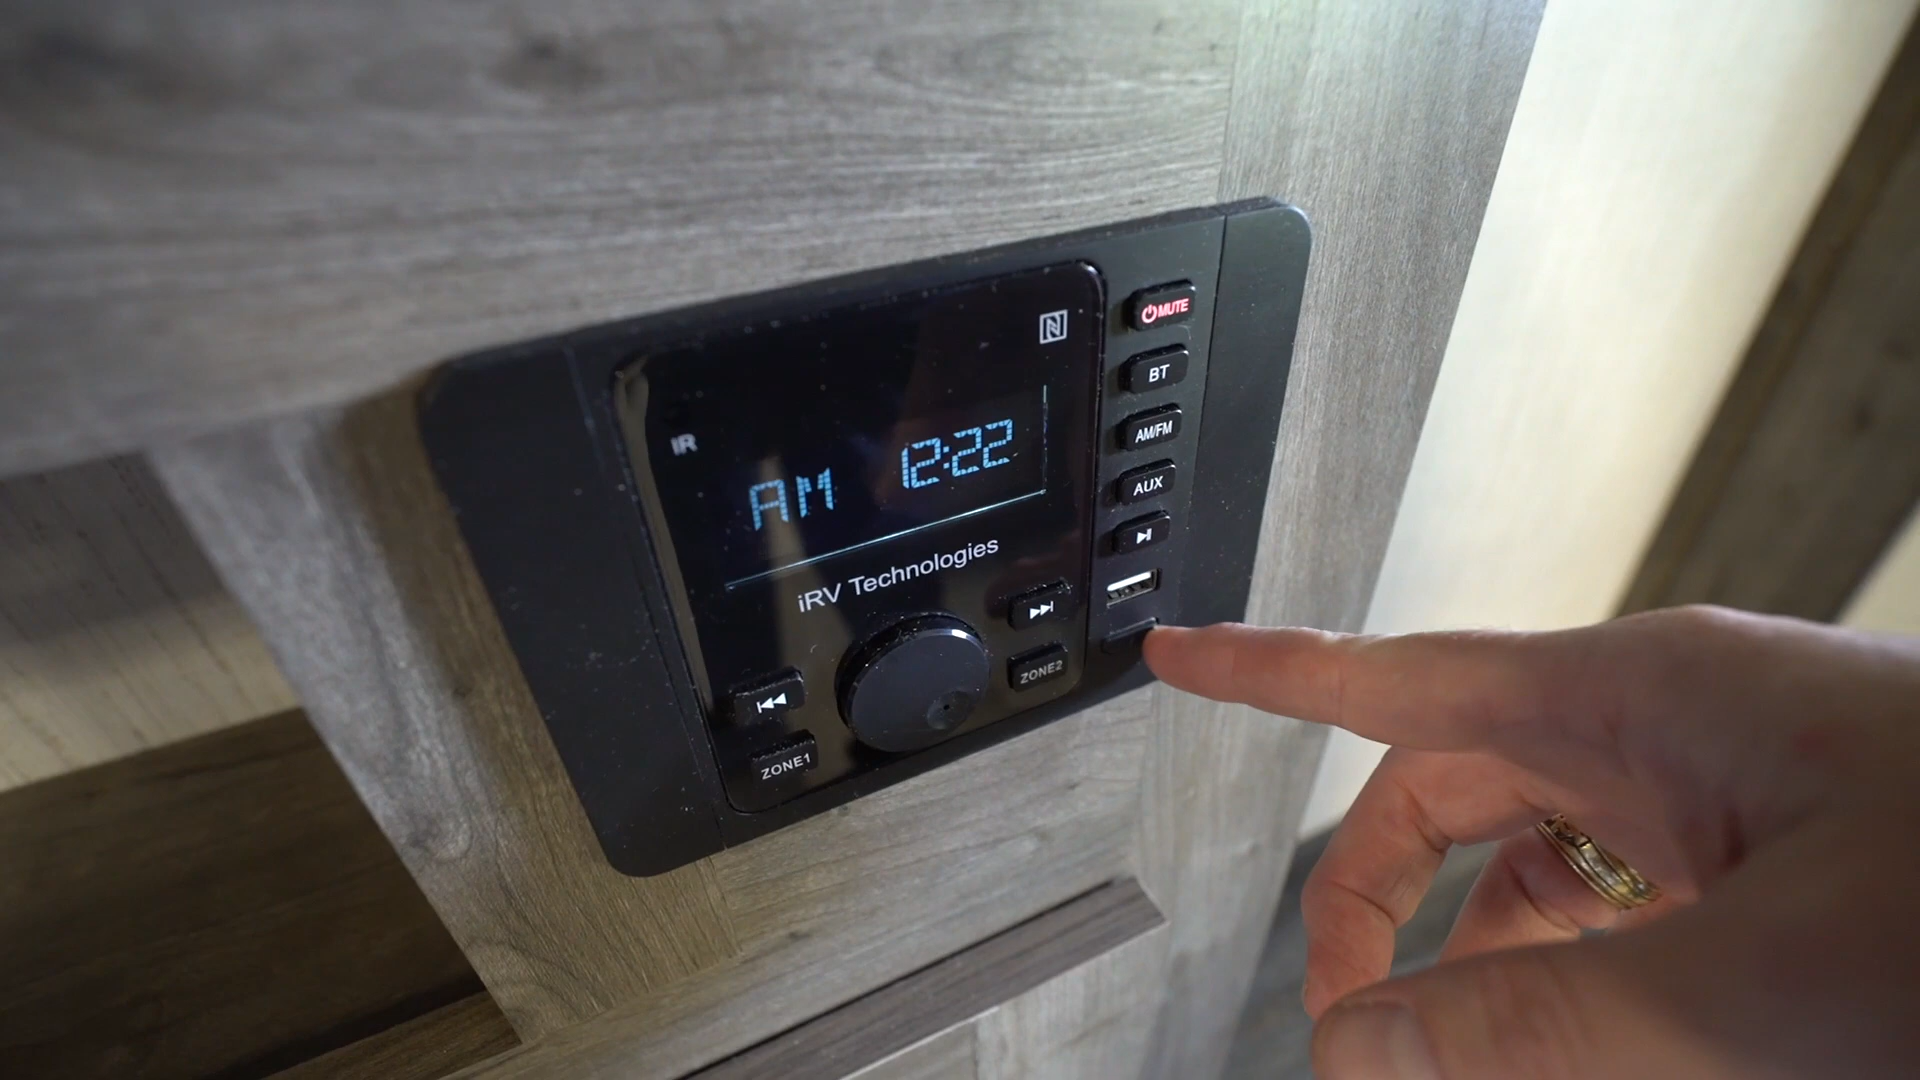 MUTE
BT
iR
AM 12:22
AM/FM
AUX
iRV Technologies
ZONE2
ZONE1